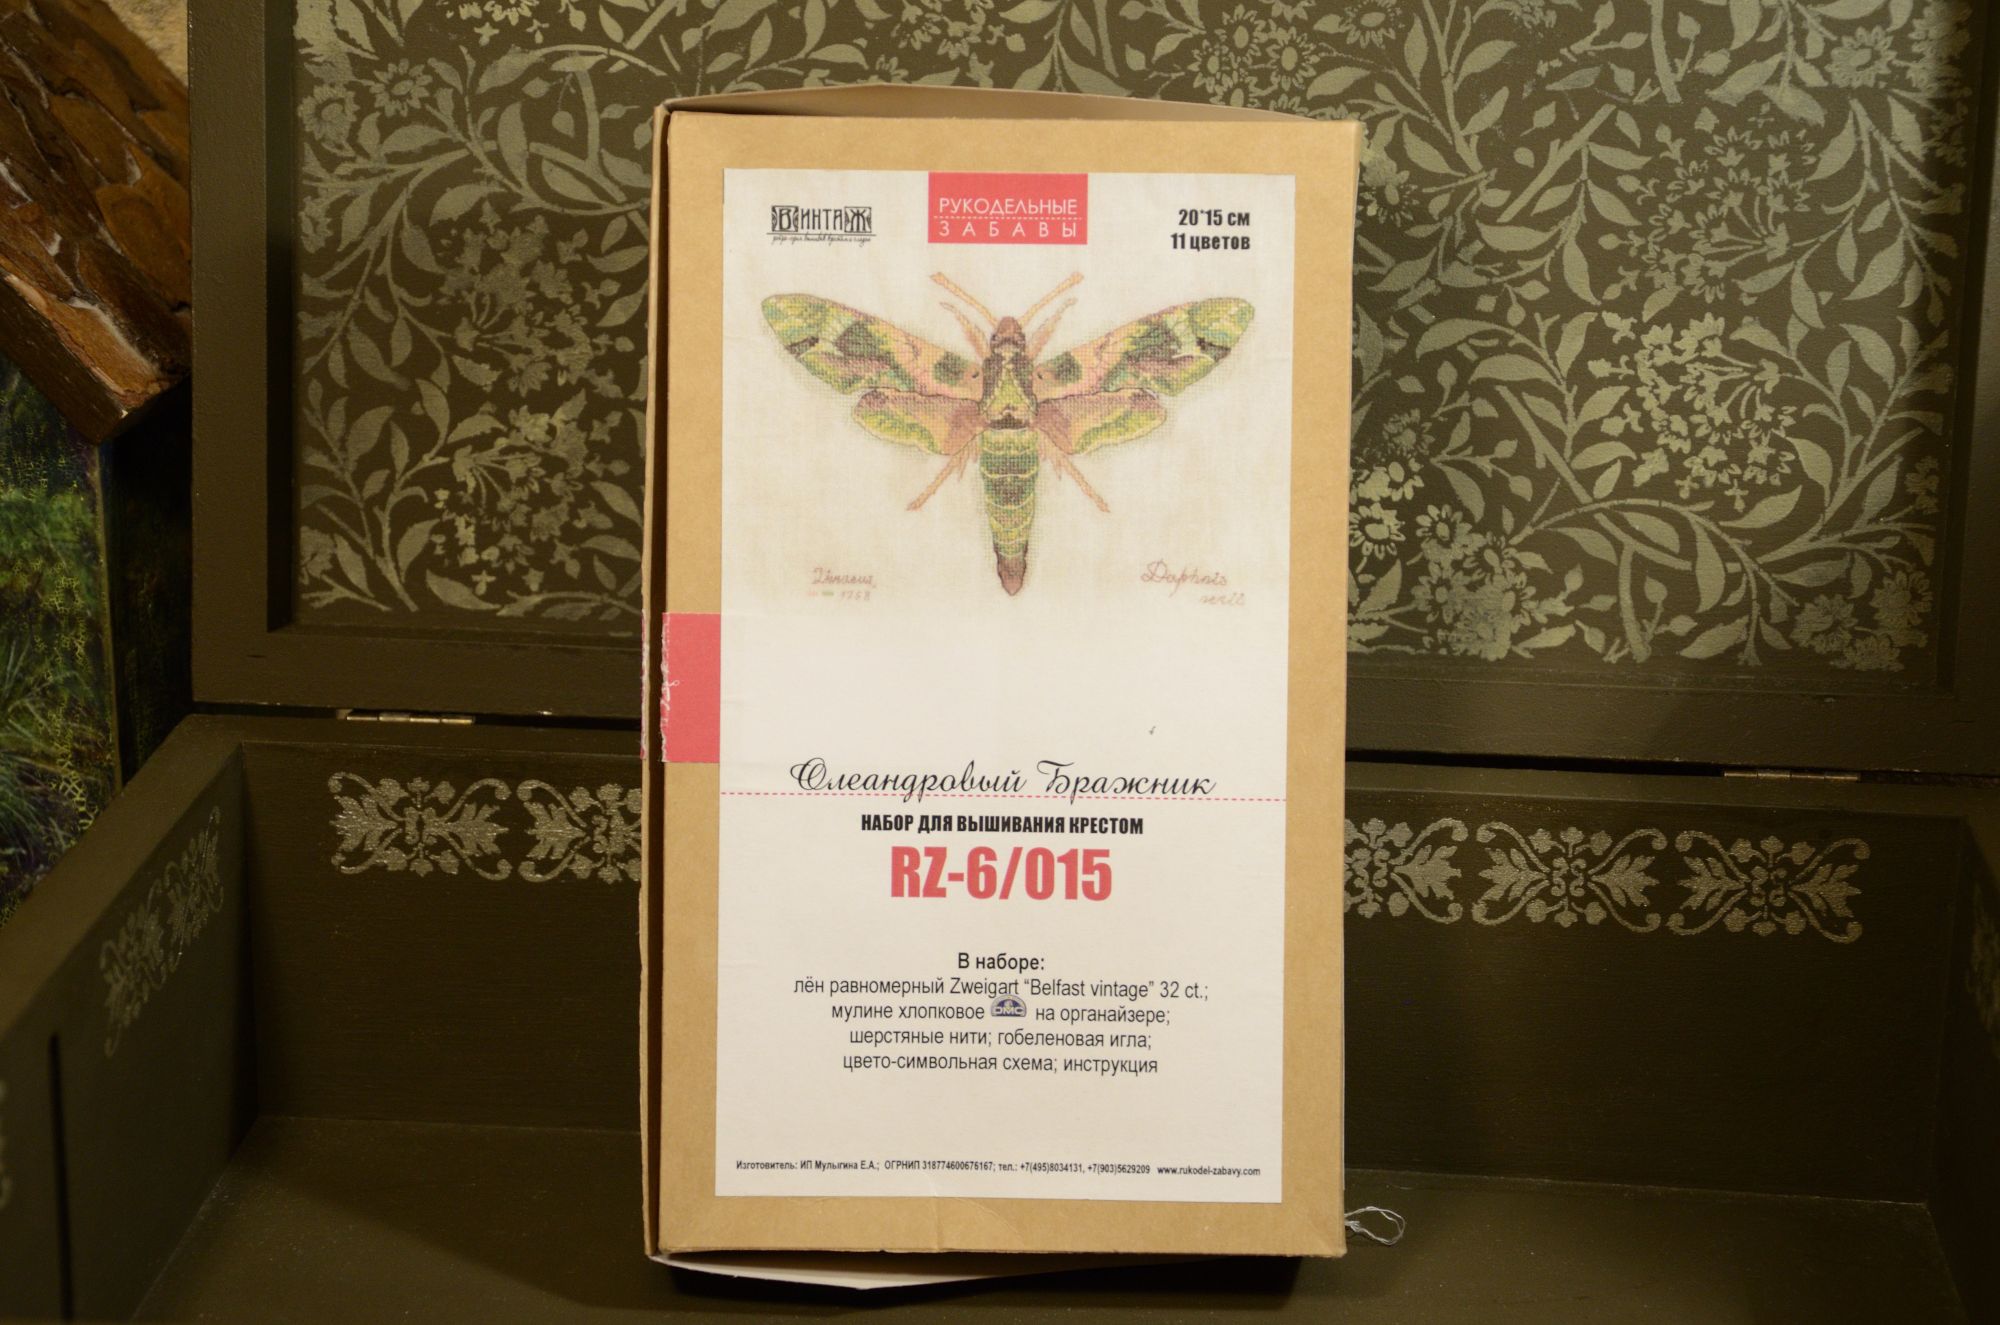 ВИНТАЖ
РУКОДЕЛЬНЫЕ
ЗАБАВЫ
20*15 см
11 цветов
1758
Daphnis
nerii
Олеандровый Бражник
НАБОР ДЛЯ ВЫШИВАНИЯ КРЕСТОМ
RZ-6/015
В наборе:
лён равномерный Zweigart “Belfast vintage” 32 ct.;
мулине хлопковое DMC на органайзере;
шерстяные нити; гобеленовая игла;
цвето-символьная схема; инструкция
Изготовитель: ИП Мулыгина Е.А.; ОГРНИП 318774600676167; тел.: +7(495)8034131, +7(903)5629209 www.rukodel-zabavy.com